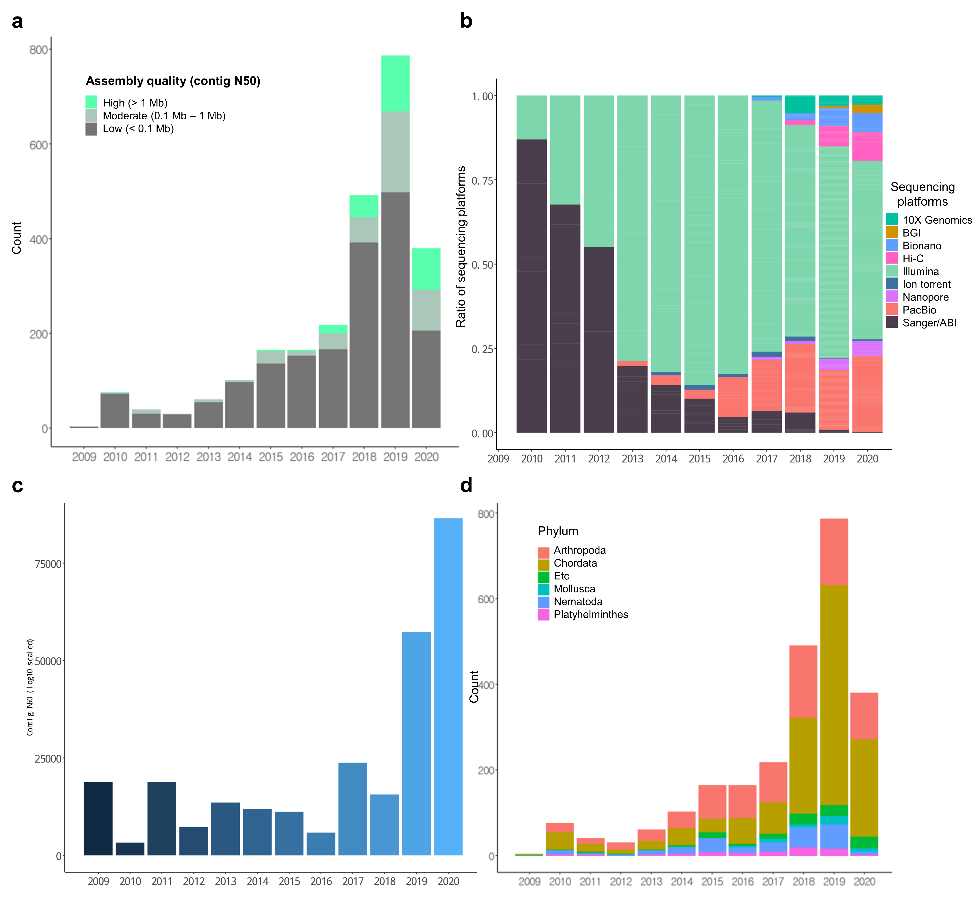 a
800
600
400
200
0
Count
Assembly quality (contig N50)
High (> 1 Mb)
Moderate (0.1 Mb – 1 Mb)
Low (< 0.1 Mb)
2009 2010 2011 2012 2013 2014 2015 2016 2017 2018 2019 2020
b
1.00
0.75
0.50
0.25
0.00
Ratio of sequencing platforms
2009 2010 2011 2012 2013 2014 2015 2016 2017 2018 2019 2020
Sequencing
platforms
10X Genomics
BGI
Bionano
Hi-C
Illumina
Ion torrent
Nanopore
PacBio
Sanger/ABI
c
75000
50000
25000
0
Contig N50 (log10 scaled)
2009 2010 2011 2012 2013 2014 2015 2016 2017 2018 2019 2020
d
800
600
400
200
0
Count
Phylum
Arthropoda
Chordata
Etc
Mollusca
Nematoda
Platyhelminthes
2009 2010 2011 2012 2013 2014 2015 2016 2017 2018 2019 2020